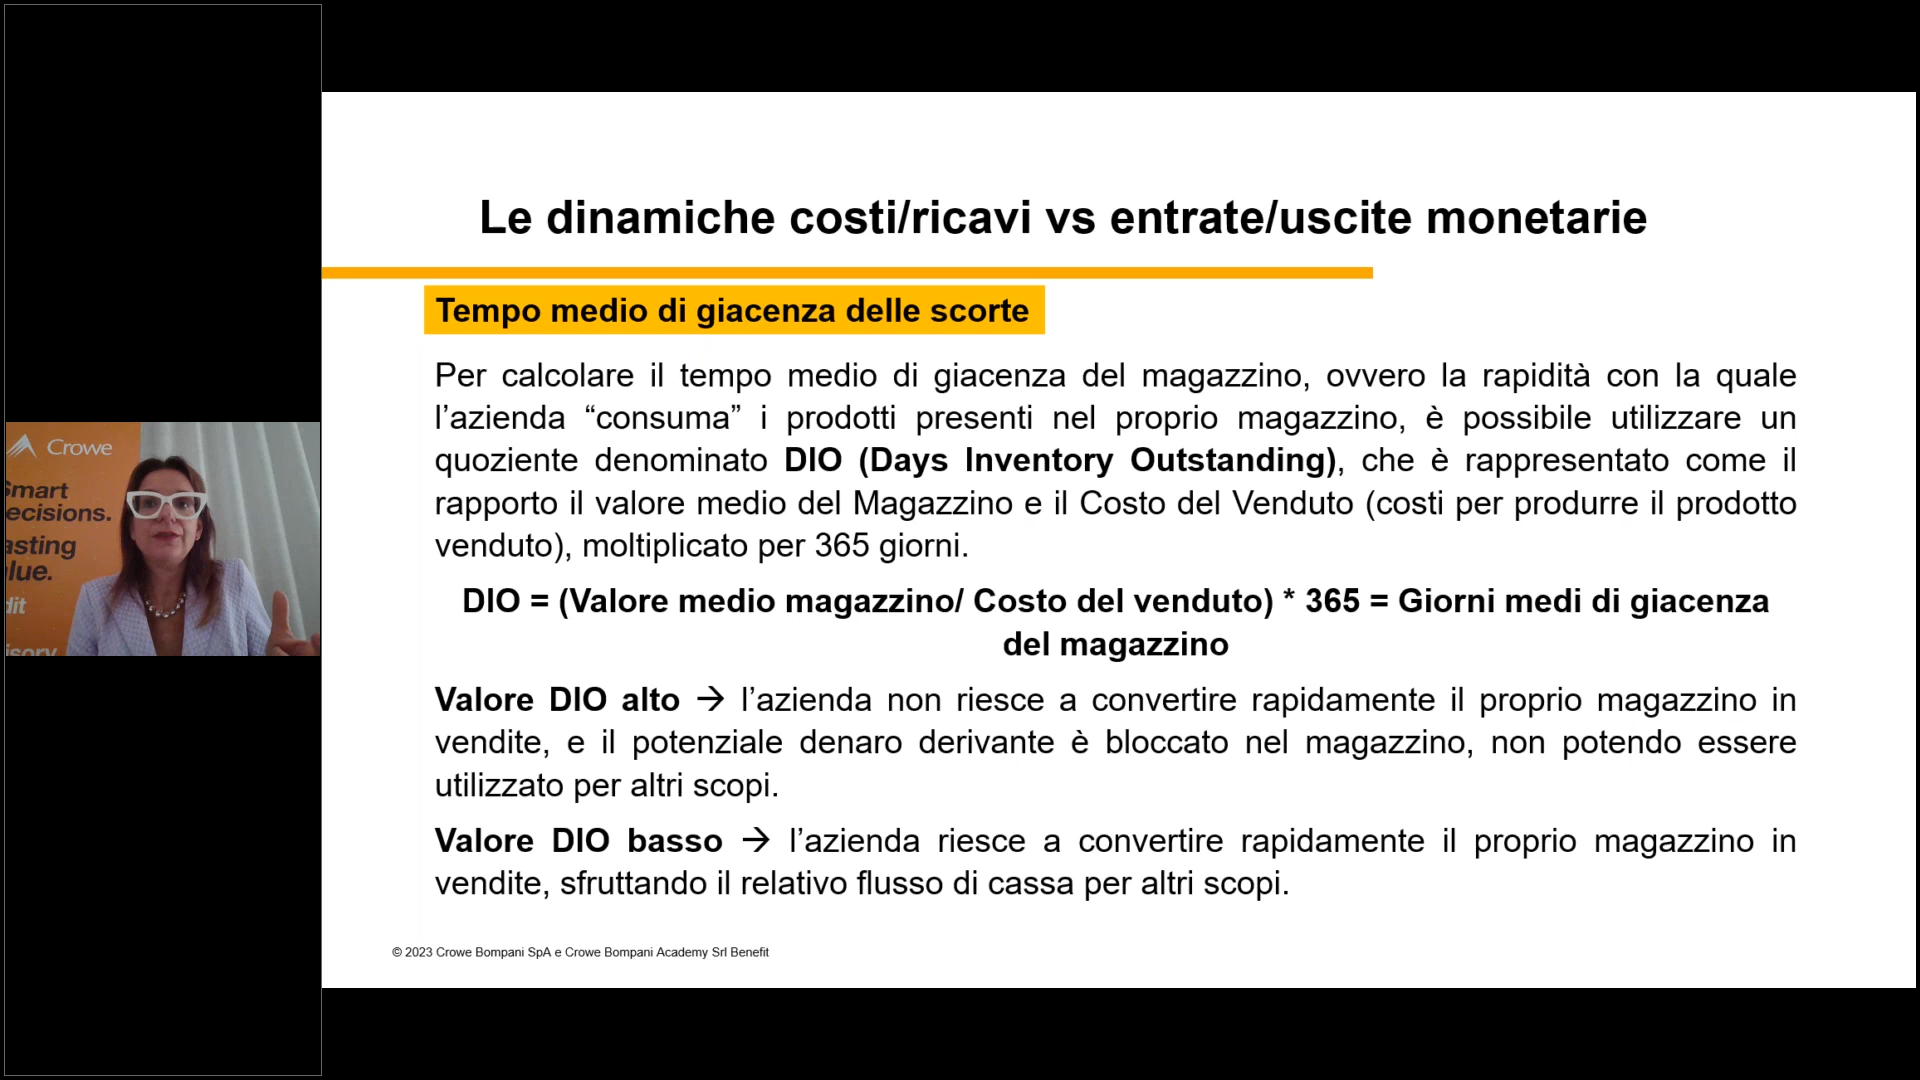 Crowe
Smart
ecisions.
asting
lue.
dit
isory
Le dinamiche costi/ricavi vs entrate/uscite monetarie
Tempo medio di giacenza delle scorte
Per calcolare il tempo medio di giacenza del magazzino, ovvero la rapidità con la quale
l’azienda “consuma” i prodotti presenti nel proprio magazzino, è possibile utilizzare un
quoziente denominato DIO (Days Inventory Outstanding), che è rappresentato come il
rapporto il valore medio del Magazzino e il Costo del Venduto (costi per produrre il prodotto
venduto), moltiplicato per 365 giorni.
DIO = (Valore medio magazzino/ Costo del venduto) * 365 = Giorni medi di giacenza
del magazzino
Valore DIO alto → l’azienda non riesce a convertire rapidamente il proprio magazzino in
vendite, e il potenziale denaro derivante è bloccato nel magazzino, non potendo essere
utilizzato per altri scopi.
Valore DIO basso → l’azienda riesce a convertire rapidamente il proprio magazzino in
vendite, sfruttando il relativo flusso di cassa per altri scopi.
© 2023 Crowe Bompani SpA e Crowe Bompani Academy Srl Benefit